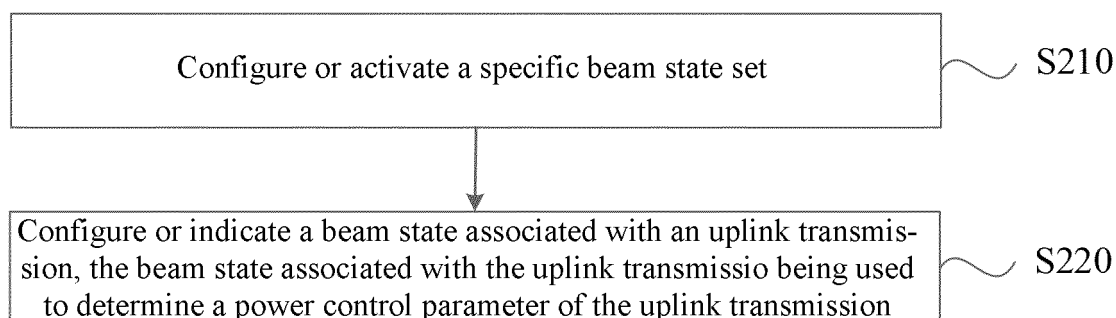 Configure or activate a specific beam state set
S210
Configure or indicate a beam state associated with an uplink transmis-
sion, the beam state associated with the uplink transmissio being used
to determine a power control parameter of the uplink transmission
S220